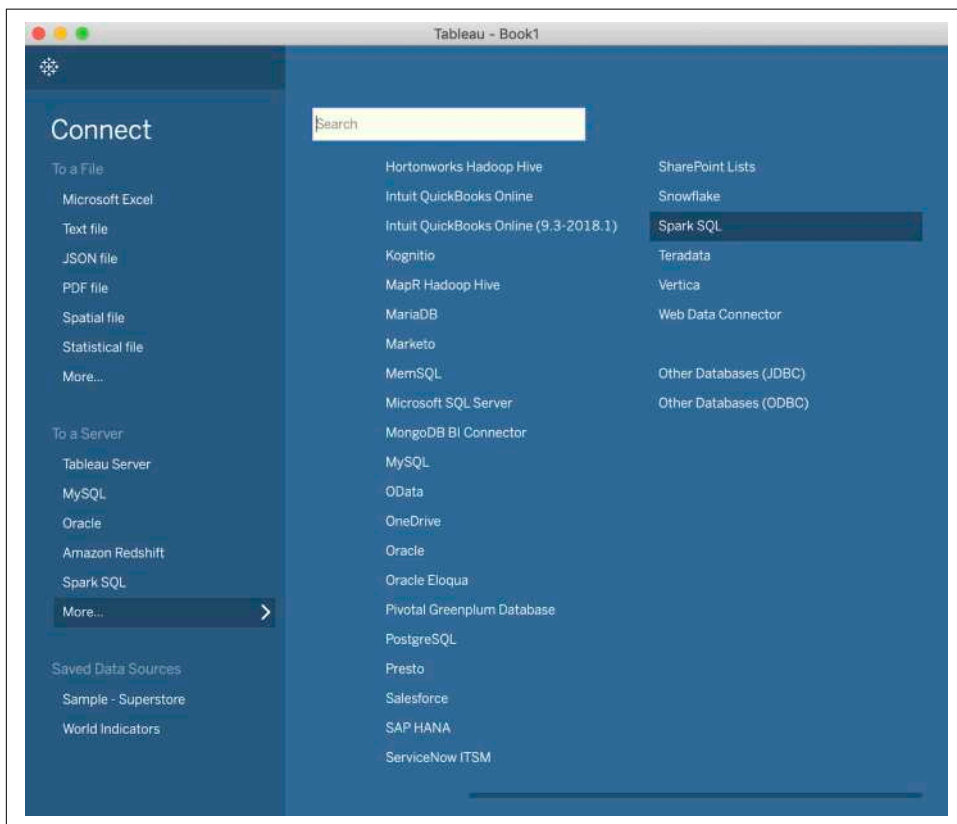 Tableau - Book1
Connect
To a File
Microsoft Excel
Text file
JSON file
PDF file
Spatial file
Statistical file
More...
To a Server
Tableau Server
MySQL
Oracle
Amazon Redshift
Spark SQL
More...
Saved Data Sources
Sample - Superstore
World Indicators
Search
Hortonworks Hadoop Hive
Intuit QuickBooks Online
Intuit QuickBooks Online (9.3-2018.1)
Kognitio
MapR Hadoop Hive
MariaDB
Marketo
MemSQL
Microsoft SQL Server
MongoDB BI Connector
MySQL
OData
OneDrive
Oracle
Oracle Eloqua
Pivotal Greenplum Database
PostgreSQL
Presto
Salesforce
SAP HANA
ServiceNow ITSM
SharePoint Lists
Snowflake
Spark SQL
Teradata
Vertica
Web Data Connector
Other Databases (JDBC)
Other Databases (ODBC)